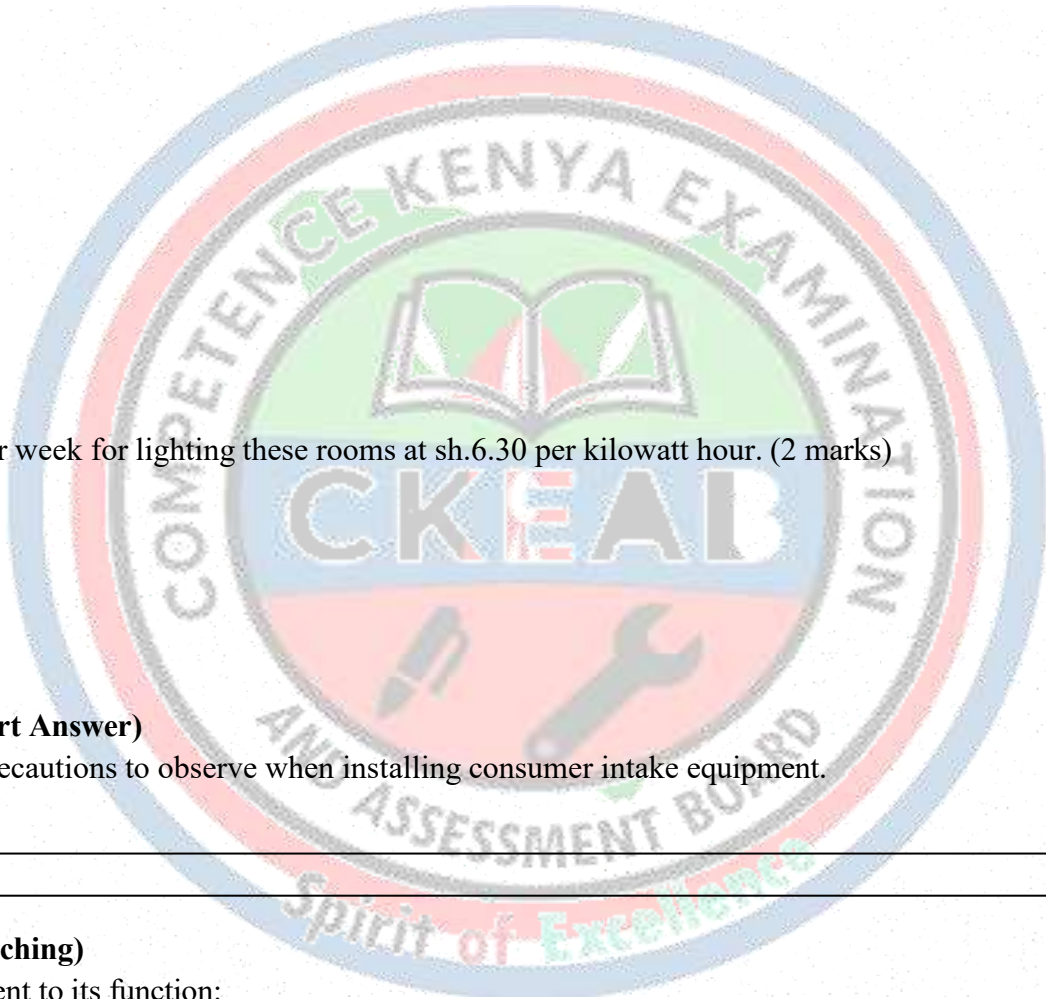 COMPETENCE KENYA EXAMINATION
r week for lighting these rooms at sh.6.30 per kilowatt hour. (2 marks)
CKEAB
rt Answer)
ecautions to observe when installing consumer intake equipment.
AND ASSESSMENT BOARD
Spirit of Excellence
ching)
ent to its function: